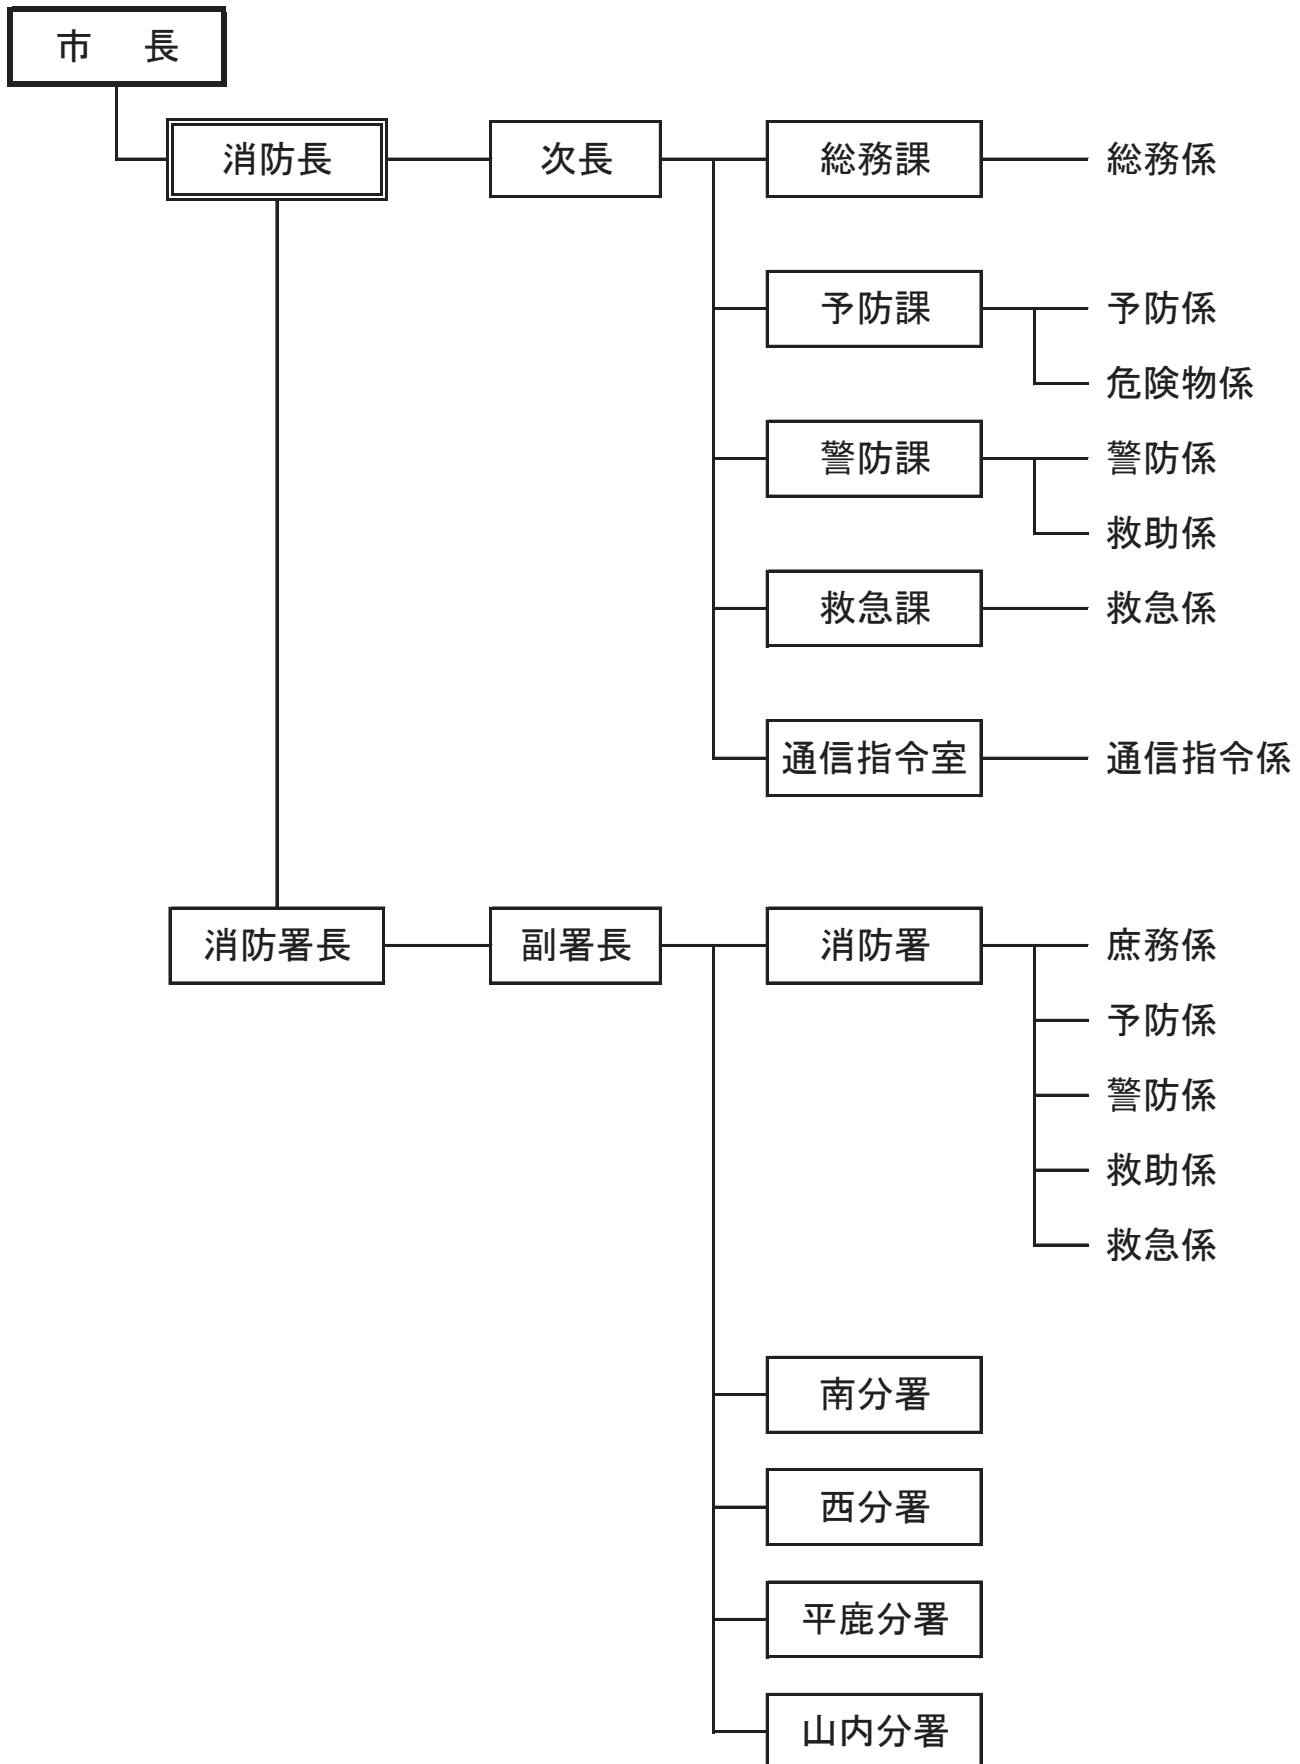 市　長
消防長
次長
総務課
総務係
予防課
予防係
危険物係
警防課
警防係
救助係
救急課
救急係
通信指令室
通信指令係
消防署長
副署長
消防署
庶務係
予防係
警防係
救助係
救急係
南分署
西分署
平鹿分署
山内分署